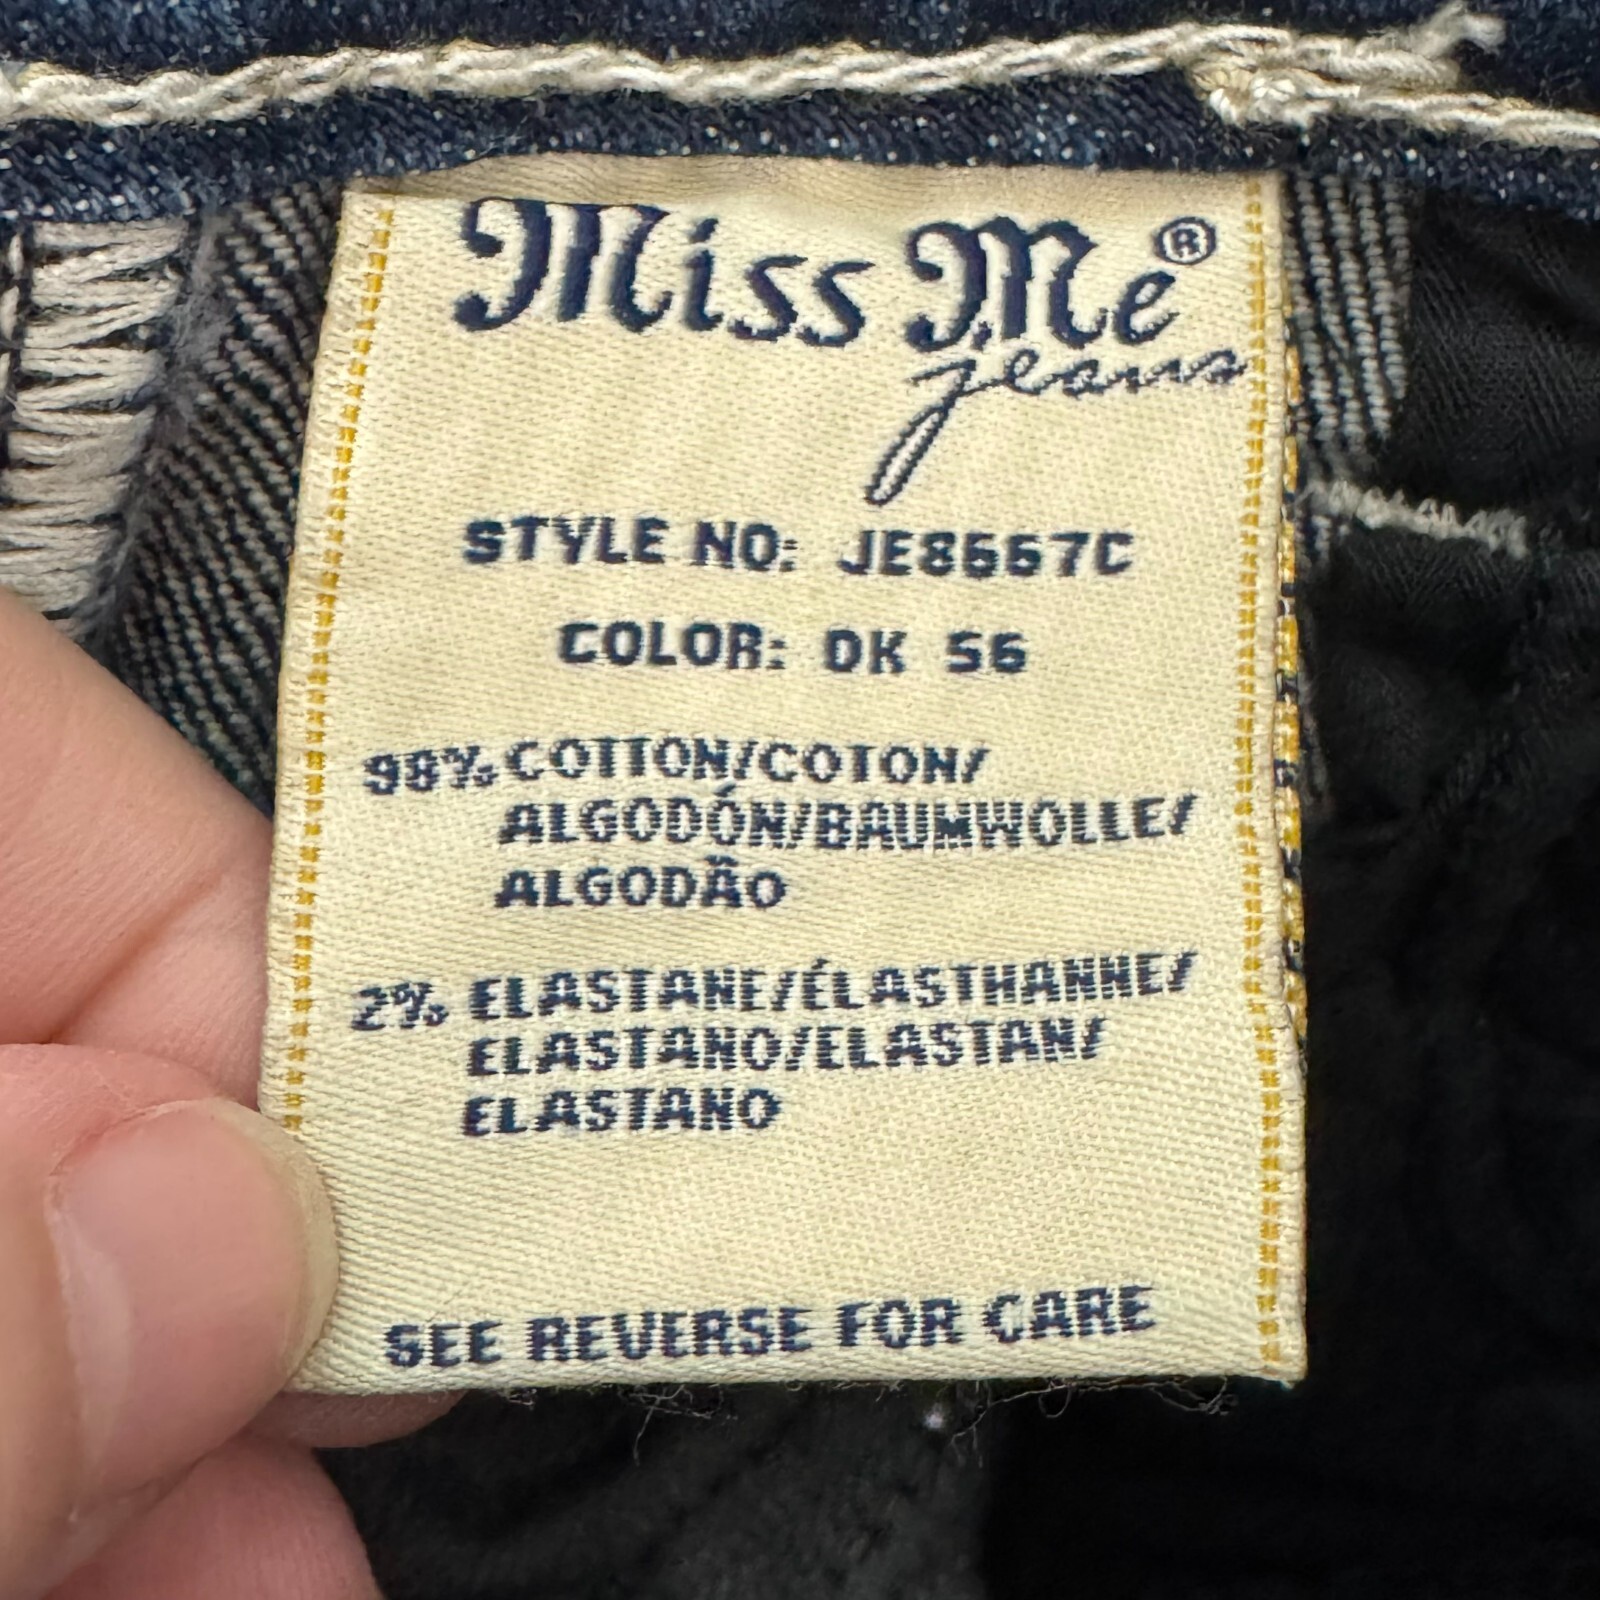 Miss Me®
jeans
STYLE NO: JE8667C
COLOR: DK 56
98% COTTON/COTON/
ALGODÓN/BAUMWOLLE/
ALGODÃO
2% ELASTANE/ÉLASTHANNE/
ELASTANO/ELASTAN/
ELASTANO
SEE REVERSE FOR CARE